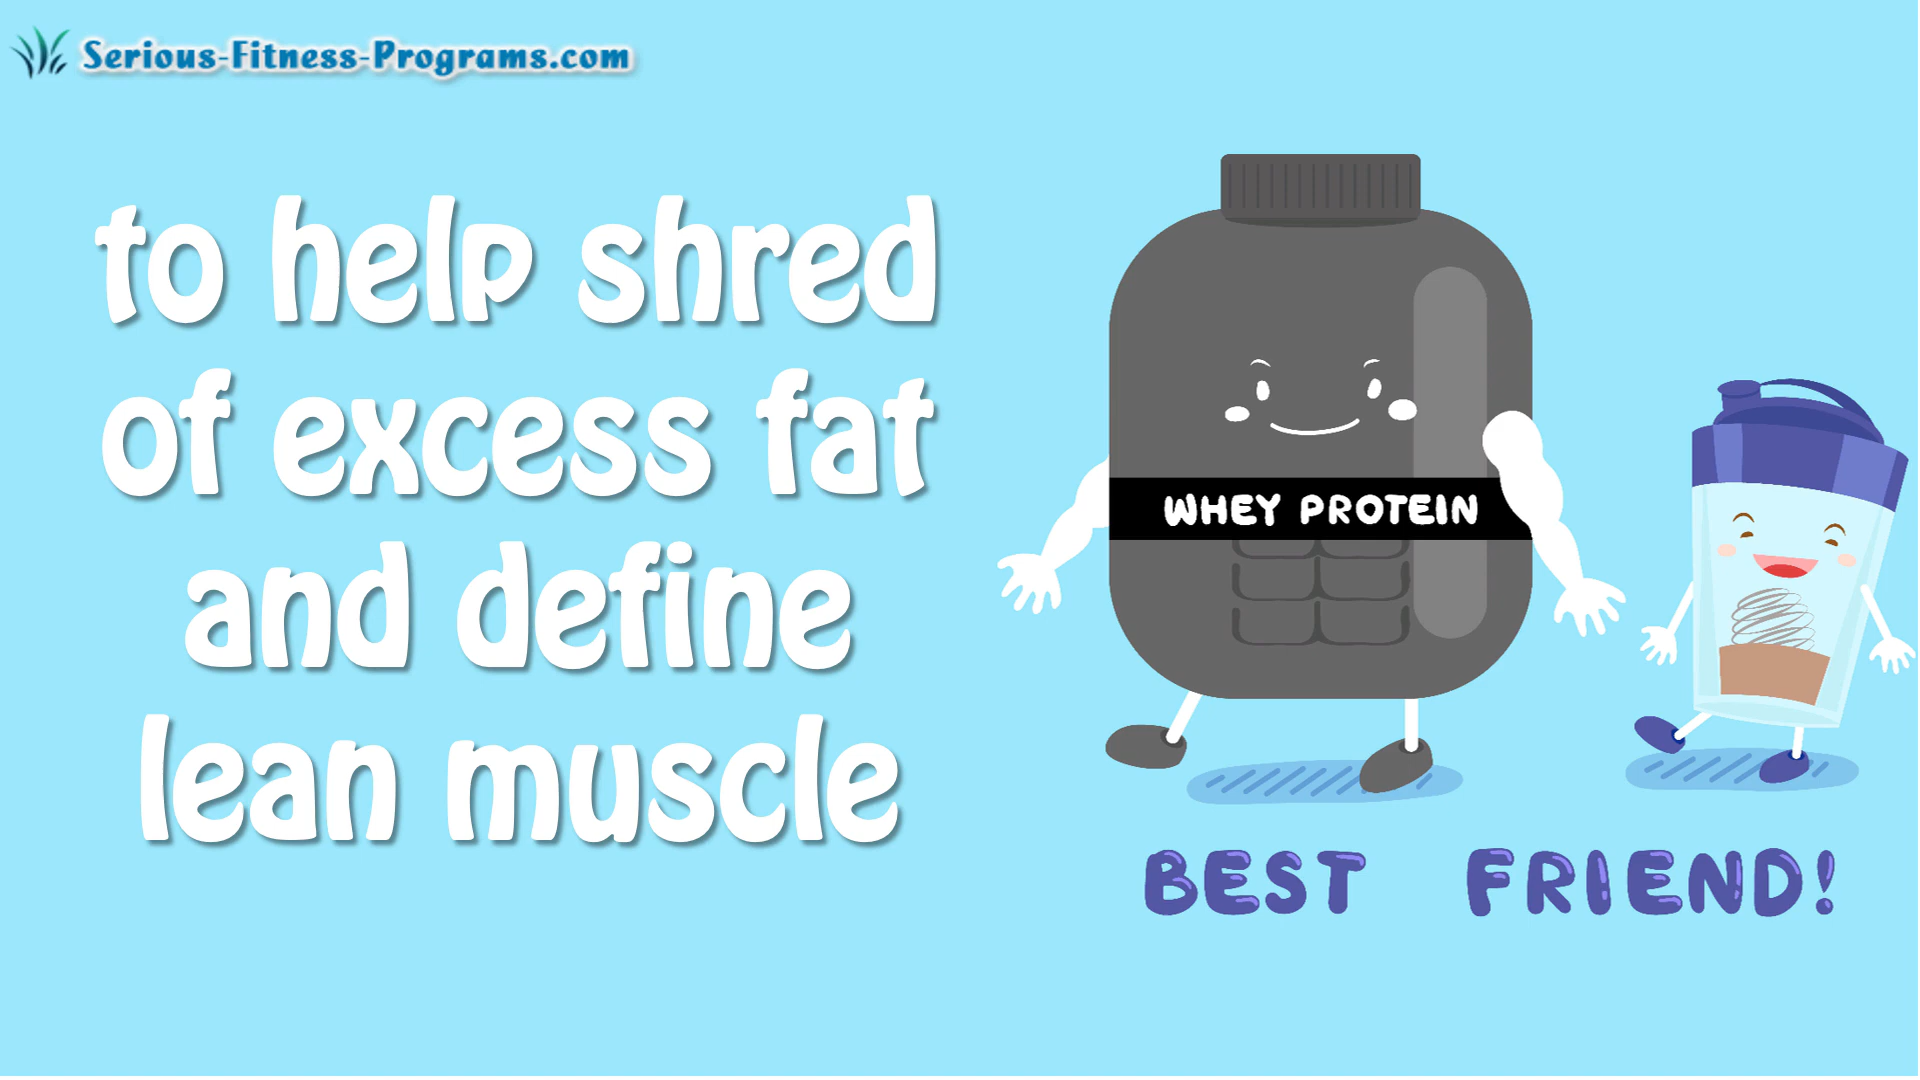 Serious-Fitness-Programs.com
to help shred
of excess fat
and define
lean muscle
WHEY PROTEIN
BEST FRIEND!